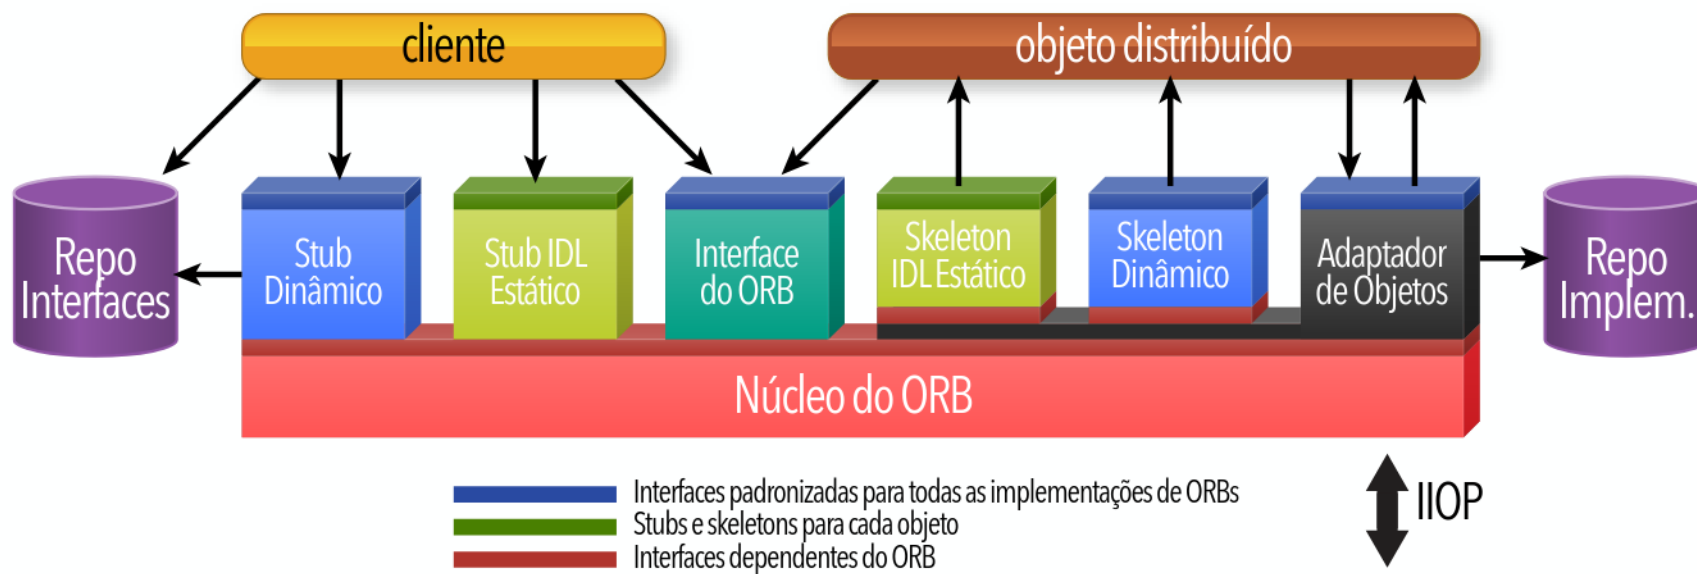 cliente
objeto distribuído
Repo
Interfaces
Stub
Dinâmico
Stub IDL
Estático
Interface
do ORB
Skeleton
IDL Estático
Skeleton
Dinâmico
Adaptador
de Objetos
Repo
Implem.
Núcleo do ORB
Interfaces padronizadas para todas as implementações de ORBs
Stubs e skeletons para cada objeto
Interfaces dependentes do ORB
IIOP